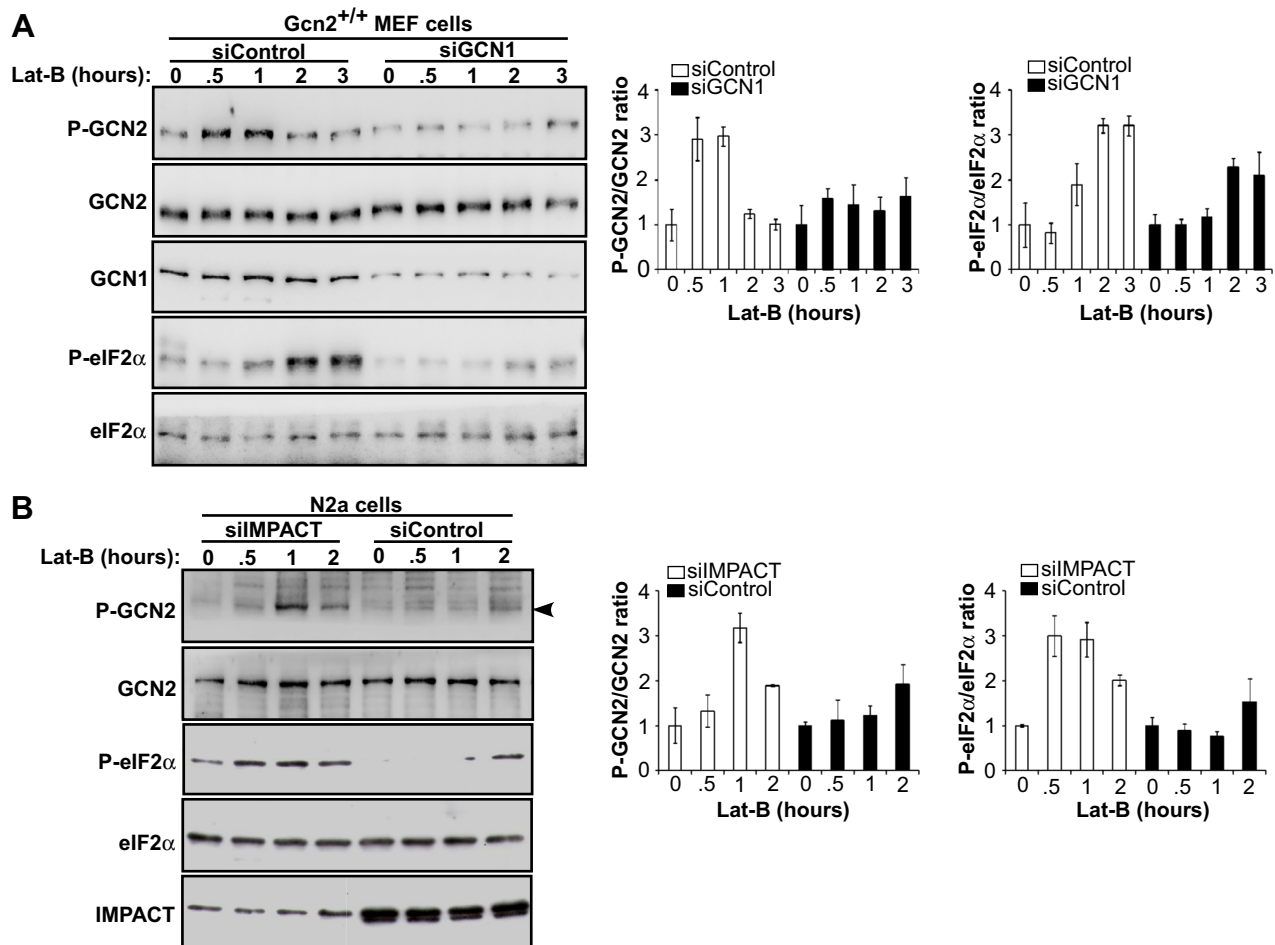 A
Gcn2+/+ MEF cells
siControl siGCN1
Lat-B (hours): 0 .5 1 2 3 0 .5 1 2 3
P-GCN2
GCN2
GCN1
P-eIF2α
eIF2α
siControl
siGCN1
P-GCN2/GCN2 ratio
4
3
2
1
0
0 .5 1 2 3 0 .5 1 2 3
Lat-B (hours)
siControl
siGCN1
P-eIF2α/eIF2α ratio
4
3
2
1
0
0 .5 1 2 3 0 .5 1 2 3
Lat-B (hours)
B
N2a cells
siIMPACT siControl
Lat-B (hours): 0 .5 1 2 0 .5 1 2
P-GCN2
GCN2
P-eIF2α
eIF2α
IMPACT
siIMPACT
siControl
P-GCN2/GCN2 ratio
4
3
2
1
0
0 .5 1 2 0 .5 1 2
Lat-B (hours)
siIMPACT
siControl
P-eIF2α/eIF2α ratio
4
3
2
1
0
0 .5 1 2 0 .5 1 2
Lat-B (hours)